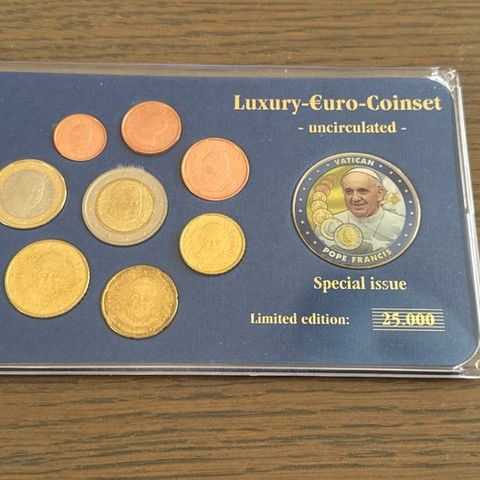 Luxury-€uro-Coinset
- uncirculated -
VATICAN
POPE FRANCIS
Special issue
Limited edition: 25.000